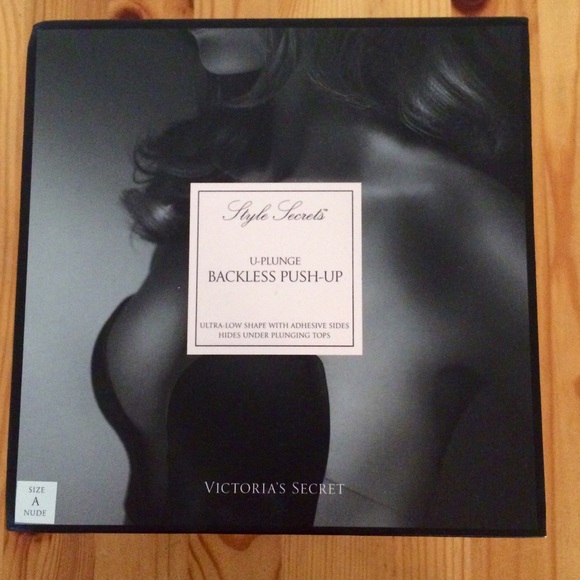 Style Secrets™
U-PLUNGE
BACKLESS PUSH-UP
ULTRA-LOW SHAPE WITH ADHESIVE SIDES
HIDES UNDER PLUNGING TOPS
VICTORIA'S SECRET
SIZE
A
NUDE